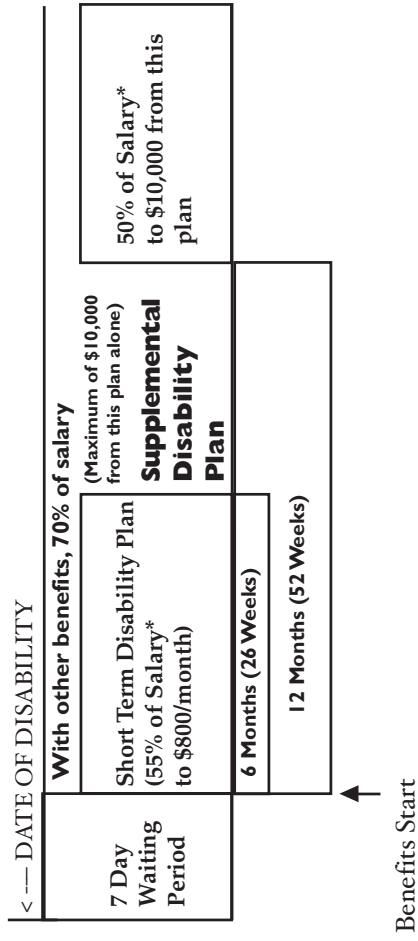 < -— DATE OF DISABILITY
With other benefits, 70% of salary
7 Day
Waiting
Period
Short Term Disability Plan
(55% of Salary*
to $800/month)
(Maximum of $10,000
from this plan alone)
Supplemental
Disability
Plan
50% of Salary*
to $10,000 from this
plan
6 Months (26 Weeks)
12 Months (52 Weeks)
Benefits Start